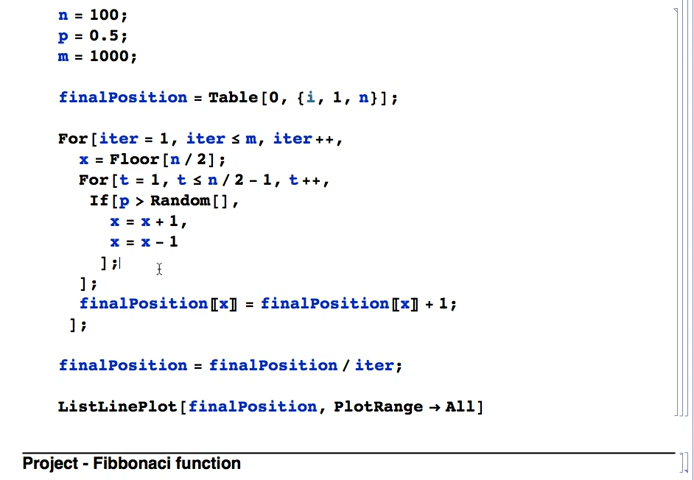 n = 100;
p = 0.5;
m = 1000;
finalPosition = Table[0, {i, 1, n}];
For[iter = 1, iter ≤ m, iter++,
x = Floor[n / 2];
For[t = 1, t ≤ n / 2 - 1, t++,
If[p > Random[],
x = x + 1,
x = x - 1
];
];
finalPosition〚x〛 = finalPosition〚x〛 + 1;
];
finalPosition = finalPosition / iter;
ListLinePlot[finalPosition, PlotRange → All]
Project - Fibbonaci function